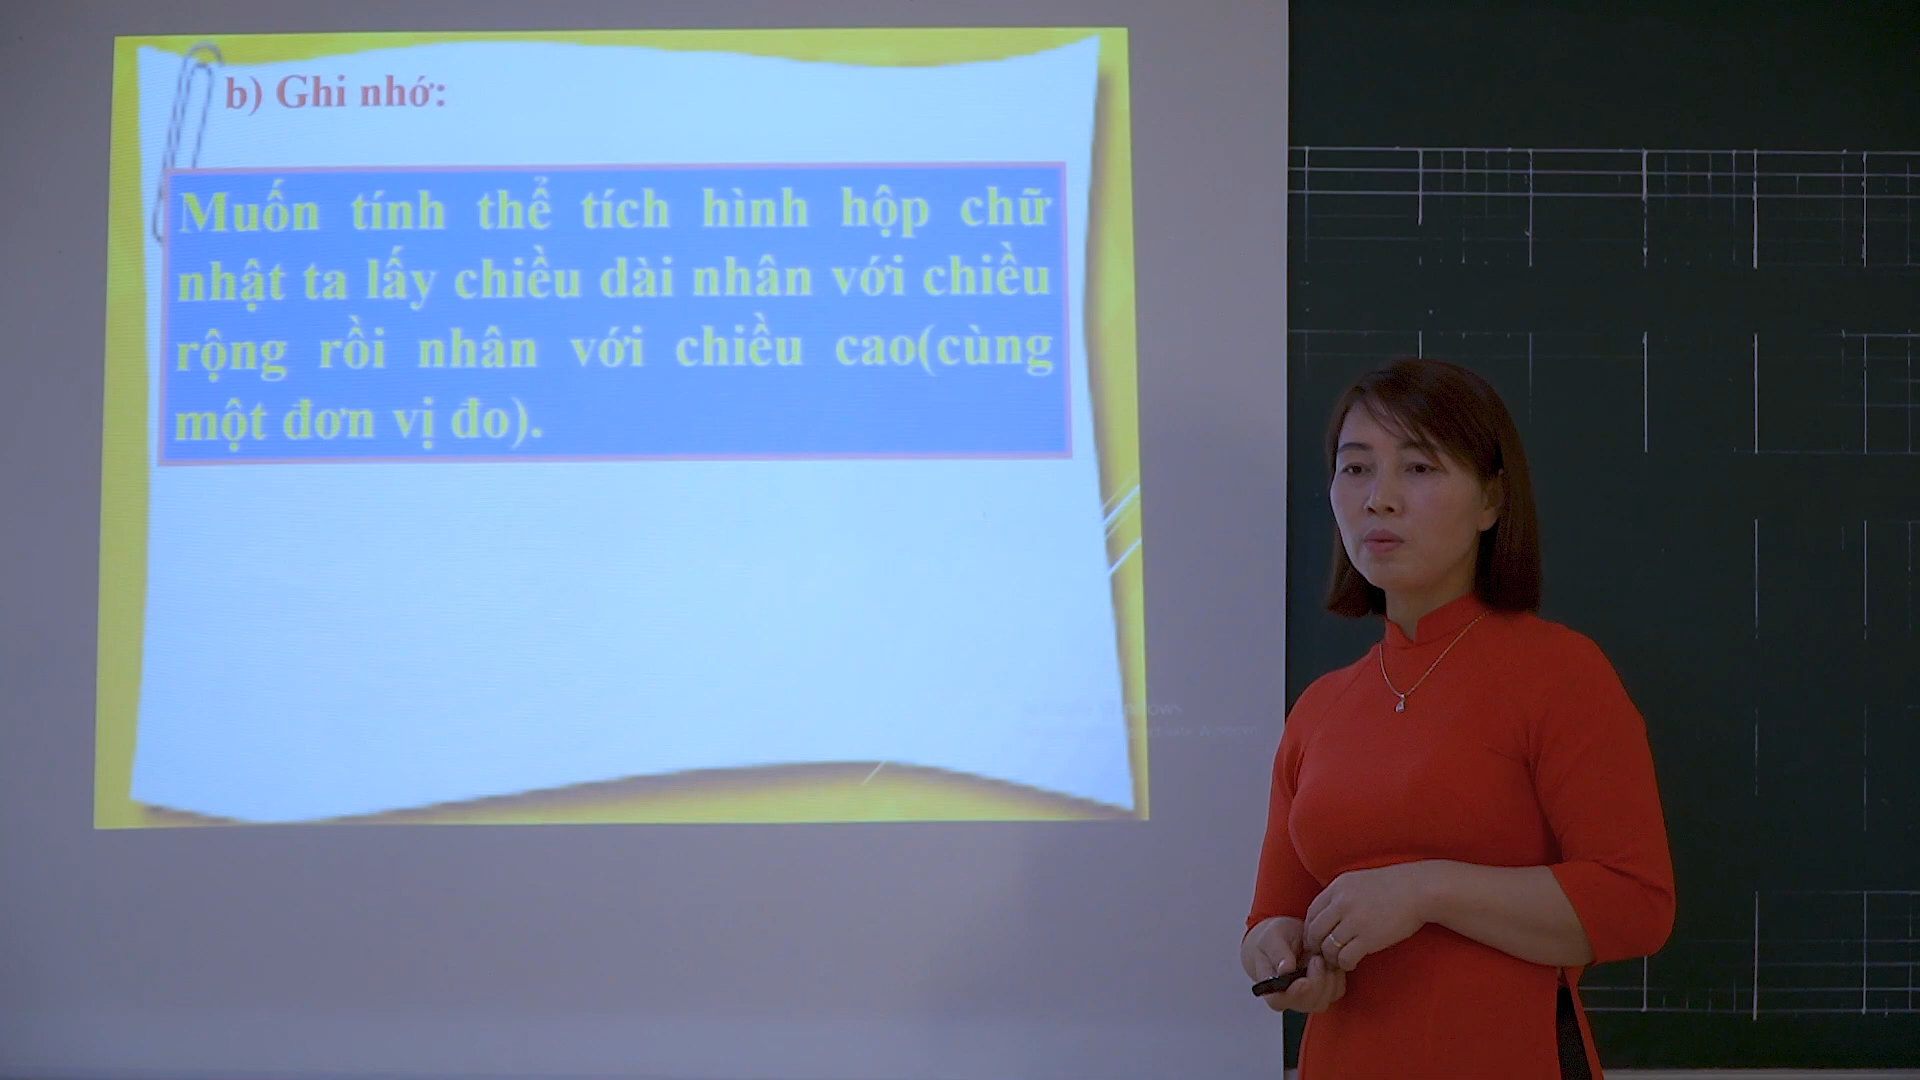 b) Ghi nhớ:
Muốn tính thể tích hình hộp chữ
nhật ta lấy chiều dài nhân với chiều
rộng rồi nhân với chiều cao(cùng
một đơn vị đo).